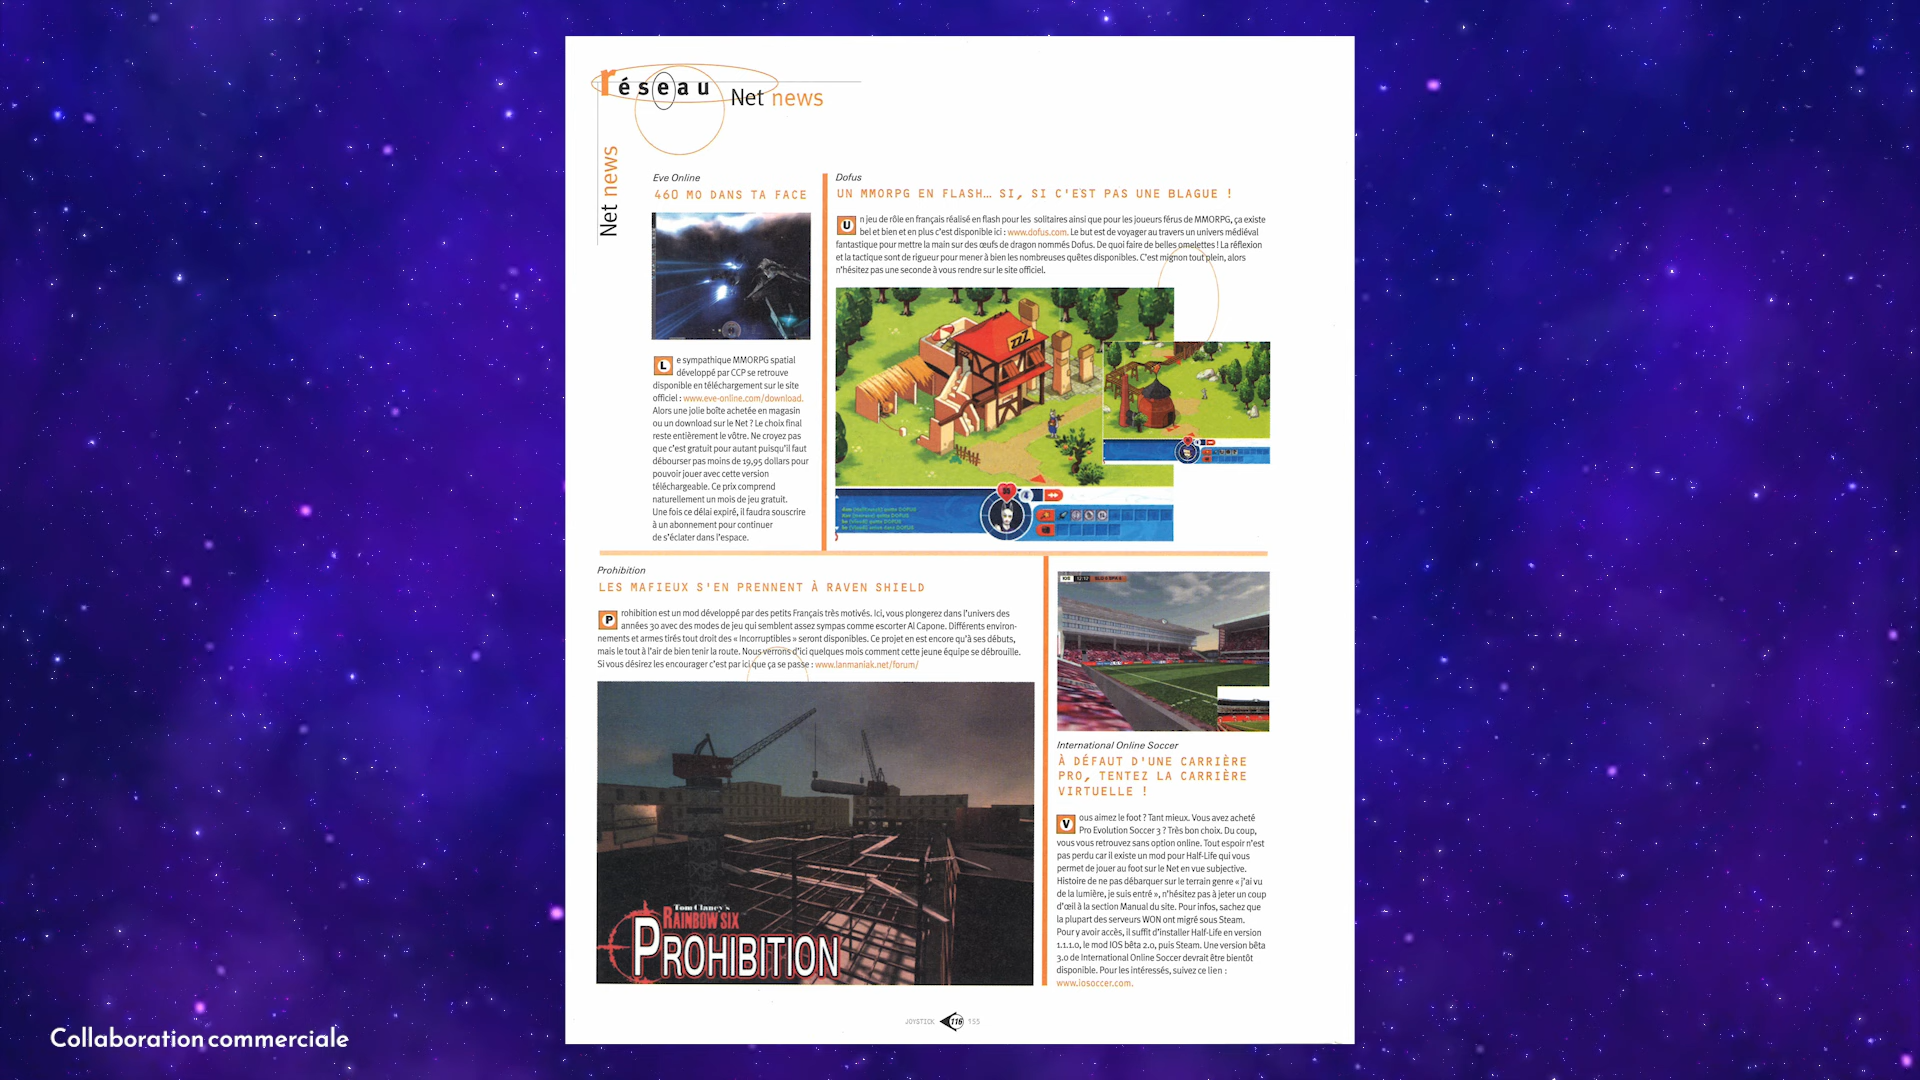 réseau
Net news
Net news
Eve Online
460 MO DANS TA FACE
Le sympathique MMORPG spatial
développé par CCP se retrouve
disponible en téléchargement sur le site
officiel : www.eve-online.com/download.
Alors une jolie boîte achetée en magasin
ou un download sur le Net ? Le choix final
reste entièrement le vôtre. Ne croyez pas
que c'est gratuit pour autant puisqu'il faut
débourser pas moins de 19,95 dollars pour
pouvoir jouer avec cette version
téléchargeable. Ce prix comprend
naturellement un mois de jeu gratuit.
Une fois ce délai expiré, il faudra souscrire
à un abonnement pour continuer
de s'éclater dans l'espace.
Dofus
UN MMORPG EN FLASH… SI, SI C'EST PAS UNE BLAGUE !
Un jeu de rôle en français réalisé en flash pour les solitaires ainsi que pour les joueurs férus de MMORPG, ça existe
bel et bien et en plus c'est disponible ici : www.dofus.com. Le but est de voyager au travers un univers médiéval
fantastique pour mettre la main sur des œufs de dragon nommés Dofus. De quoi faire de belles omelettes ! La réflexion
et la tactique sont de rigueur pour mener à bien les nombreuses quêtes disponibles. C'est mignon tout plein, alors
n'hésitez pas une seconde à vous rendre sur le site officiel.
ZZZ
Prohibition
LES MAFIEUX S'EN PRENNENT À RAVEN SHIELD
Prohibition est un mod développé par des petits Français très motivés. Ici, vous plongerez dans l'univers des
années 30 avec des modes de jeu qui semblent assez sympas comme escorter Al Capone. Différents environ-
nements et armes tirés tout droit des « Incorruptibles » seront disponibles. Ce projet en est encore qu'à ses débuts,
mais le tout à l'air de bien tenir la route. Nous verrons d'ici quelques mois comment cette jeune équipe se débrouille.
Si vous désirez les encourager c'est par ici que ça se passe : www.lanmaniak.net/forum/
Tom Clancy's
RAINBOW SIX
PROHIBITION
International Online Soccer
À DÉFAUT D'UNE CARRIÈRE
PRO, TENTEZ LA CARRIÈRE
VIRTUELLE !
Vous aimez le foot ? Tant mieux. Vous avez acheté
Pro Evolution Soccer 3 ? Très bon choix. Du coup,
vous vous retrouvez sans option online. Tout espoir n'est
pas perdu car il existe un mod pour Half-Life qui vous
permet de jouer au foot sur le Net en vue subjective.
Histoire de ne pas débarquer sur le terrain genre « j'ai vu
de la lumière, je suis entré », n'hésitez pas à jeter un coup
d'œil à la section Manual du site. Pour infos, sachez que
la plupart des serveurs WON ont migré sous Steam.
Pour y avoir accès, il suffit d'installer Half-Life en version
1.1.1.0, le mod IOS bêta 2.0, puis Steam. Une version bêta
3.0 de International Online Soccer devrait être bientôt
disponible. Pour les intéressés, suivez ce lien :
www.iosoccer.com.
JOYSTICK 116 155
Collaboration commerciale